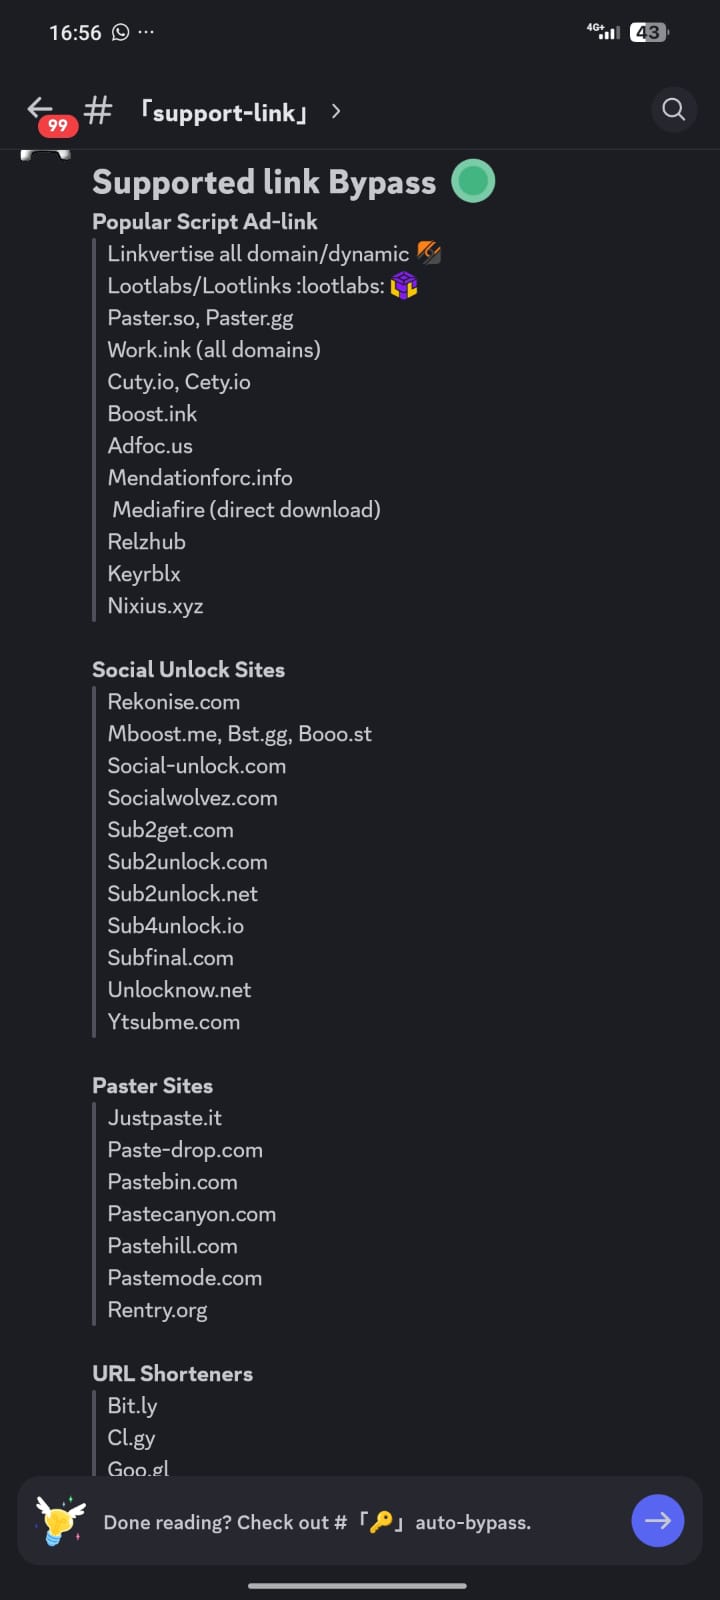 16:56
4G+
43
99
# 「support-link」 >
Supported link Bypass
Popular Script Ad-link
Linkvertise all domain/dynamic
Lootlabs/Lootlinks :lootlabs:
Paster.so, Paster.gg
Work.ink (all domains)
Cuty.io, Cety.io
Boost.ink
Adfoc.us
Mendationforc.info
Mediafire (direct download)
Relzhub
Keyrblx
Nixius.xyz
Social Unlock Sites
Rekonise.com
Mboost.me, Bst.gg, Booo.st
Social-unlock.com
Socialwolvez.com
Sub2get.com
Sub2unlock.com
Sub2unlock.net
Sub4unlock.io
Subfinal.com
Unlocknow.net
Ytsubme.com
Paster Sites
Justpaste.it
Paste-drop.com
Pastebin.com
Pastecanyon.com
Pastehill.com
Pastemode.com
Rentry.org
URL Shorteners
Bit.ly
Cl.gy
Goo.gl
Done reading? Check out # 「🔑」 auto-bypass.